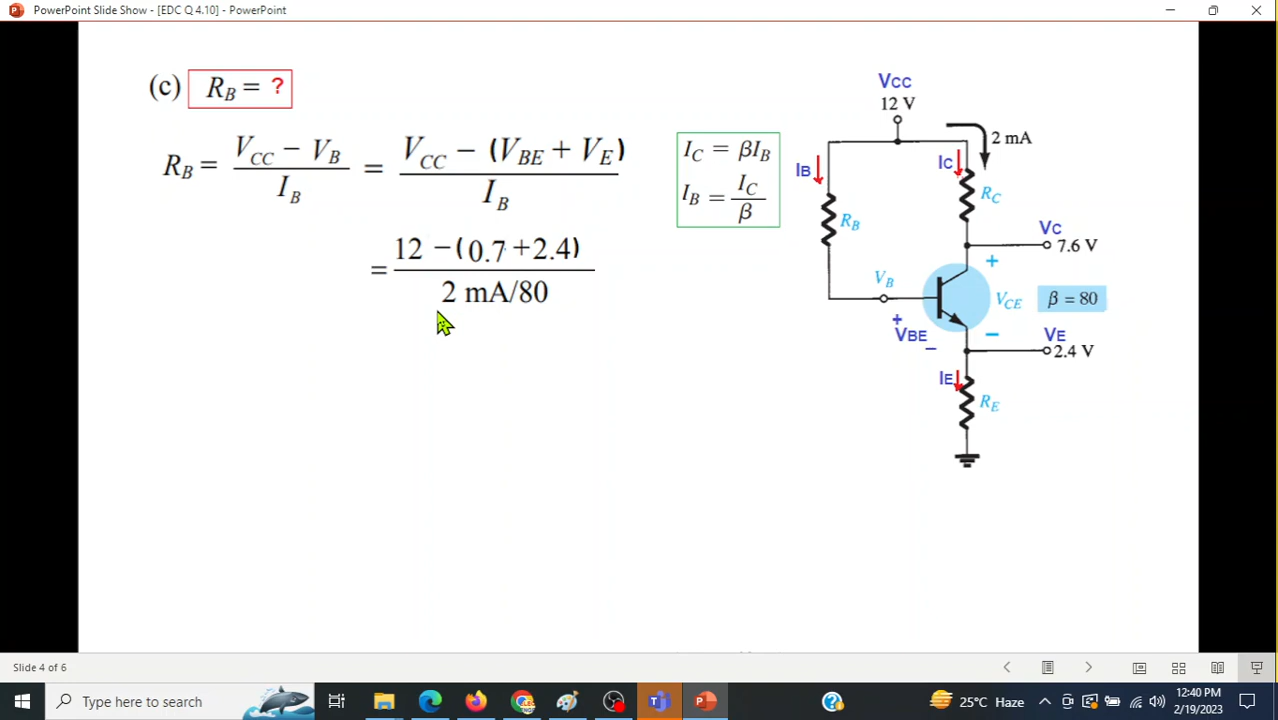 PowerPoint Slide Show - [EDC Q 4.10] - PowerPoint
(c) R_B = ?
R_B = (V_CC − V_B) / I_B = (V_CC − (V_BE + V_E)) / I_B
= (12 − (0.7 + 2.4)) / (2 mA/80)
I_C = βI_B
I_B = I_C / β
VCC
12 V
2 mA
IB
IC
R_B
R_C
VC
7.6 V
V_B
+
V_CE
β = 80
+
VBE
−
−
VE
2.4 V
IE
R_E
Slide 4 of 6
Type here to search
25°C Haze
12:40 PM
2/19/2023